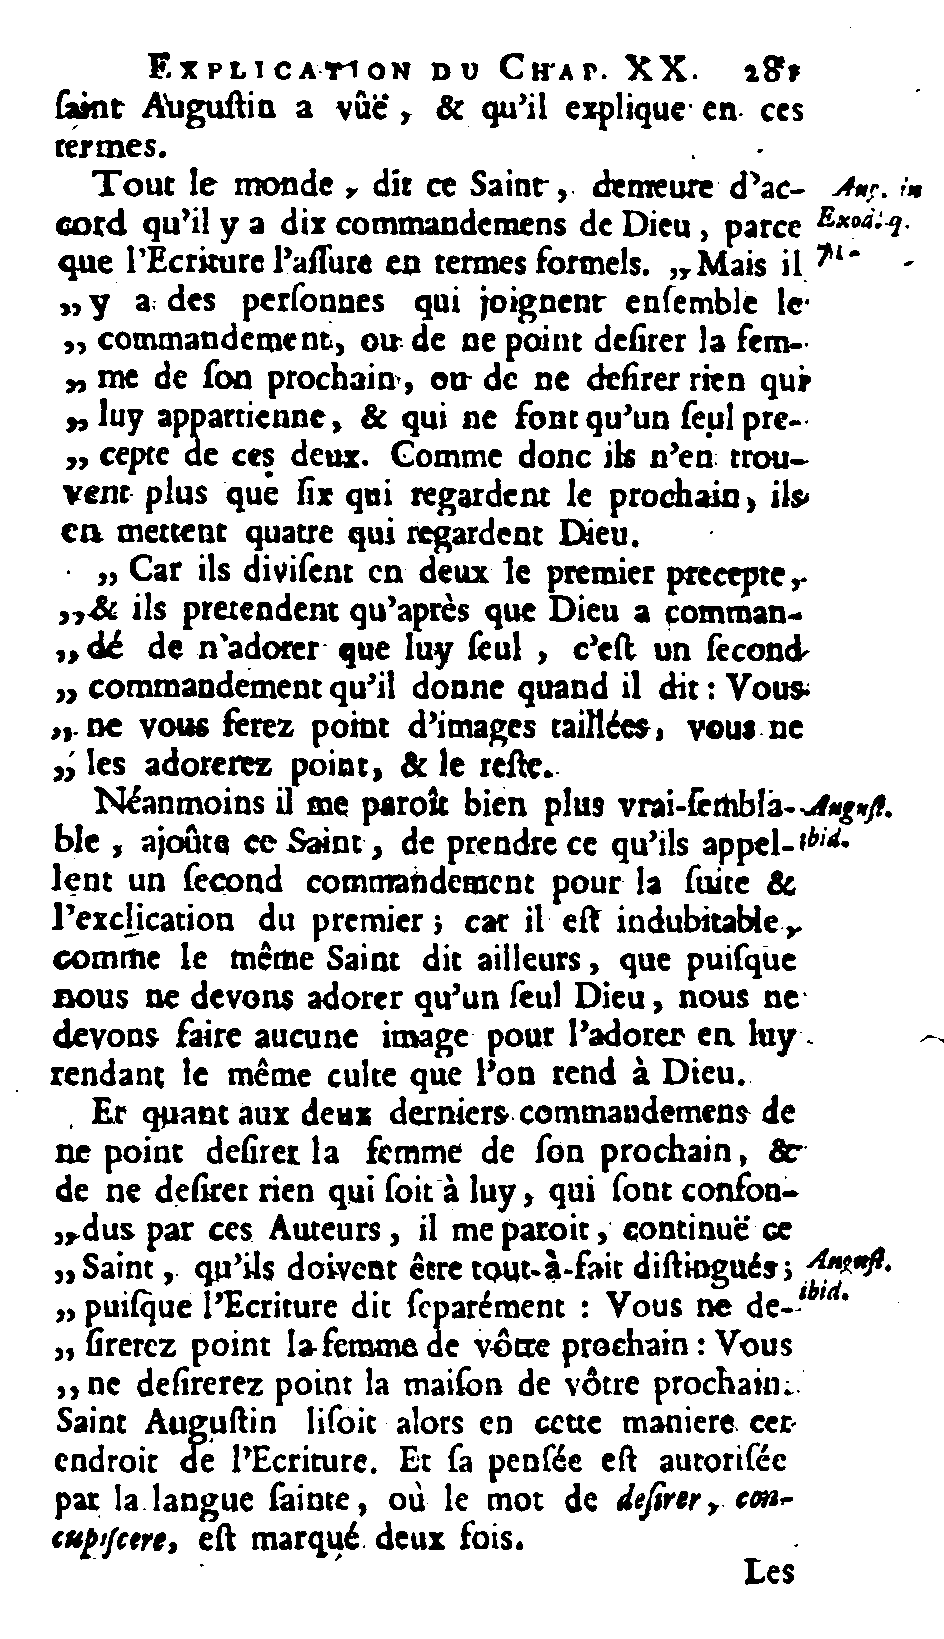 EXPLICATION DU CHAP. XX. 281
ſaint Auguſtin a vûë, & qu'il explique en ces
termes.
Tout le monde, dit ce Saint, demeure d'ac-
cord qu'il y a dix commandemens de Dieu, parce
que l'Ecriture l'aſſure en termes formels. „Mais il
Aug. in
Exod. q.
71.
„y a des perſonnes qui joignent enſemble le
„ commandement, ou de ne point deſirer la fem-
„ me de ſon prochain, ou de ne deſirer rien qui
„ luy appartienne, & qui ne font qu'un ſeul pre-
„ cepte de ces deux. Comme donc ils n'en trou-
vent plus que ſix qui regardent le prochain, ils
en mettent quatre qui regardent Dieu.
„ Car ils diviſent en deux le premier precepte,
„& ils pretendent qu'après que Dieu a comman-
„dé de n'adorer que luy ſeul, c'eſt un ſecond
„ commandement qu'il donne quand il dit : Vous
„ ne vous ferez point d'images taillées, vous ne
„ les adorerez point, & le reſte.
Néanmoins il me paroît bien plus vrai-ſembla-
ble, ajoûte ce Saint, de prendre ce qu'ils appel-
August.
ibid.
lent un ſecond commandement pour la ſuite &
l'exclication du premier ; car il eſt indubitable,
comme le même Saint dit ailleurs, que puiſque
nous ne devons adorer qu'un ſeul Dieu, nous ne
devons faire aucune image pour l'adorer en luy
rendant le même culte que l'on rend à Dieu.
Et quant aux deux derniers commandemens de
ne point deſirer la femme de ſon prochain, &
de ne deſirer rien qui ſoit à luy, qui ſont confon-
„dus par ces Auteurs, il me paroit, continuë ce
„Saint, qu'ils doivent être tout-à-fait diſtingués ;
„ puiſque l'Ecriture dit ſeparément : Vous ne de-
August.
ibid.
„ ſirerez point la femme de vôtre prochain : Vous
„ne deſirerez point la maiſon de vôtre prochain.
Saint Auguſtin liſoit alors en cette maniere cet
endroit de l'Ecriture. Et ſa penſée eſt autoriſée
par la langue ſainte, où le mot de deſirer, con-
cupiſcere, eſt marqué deux fois.
Les